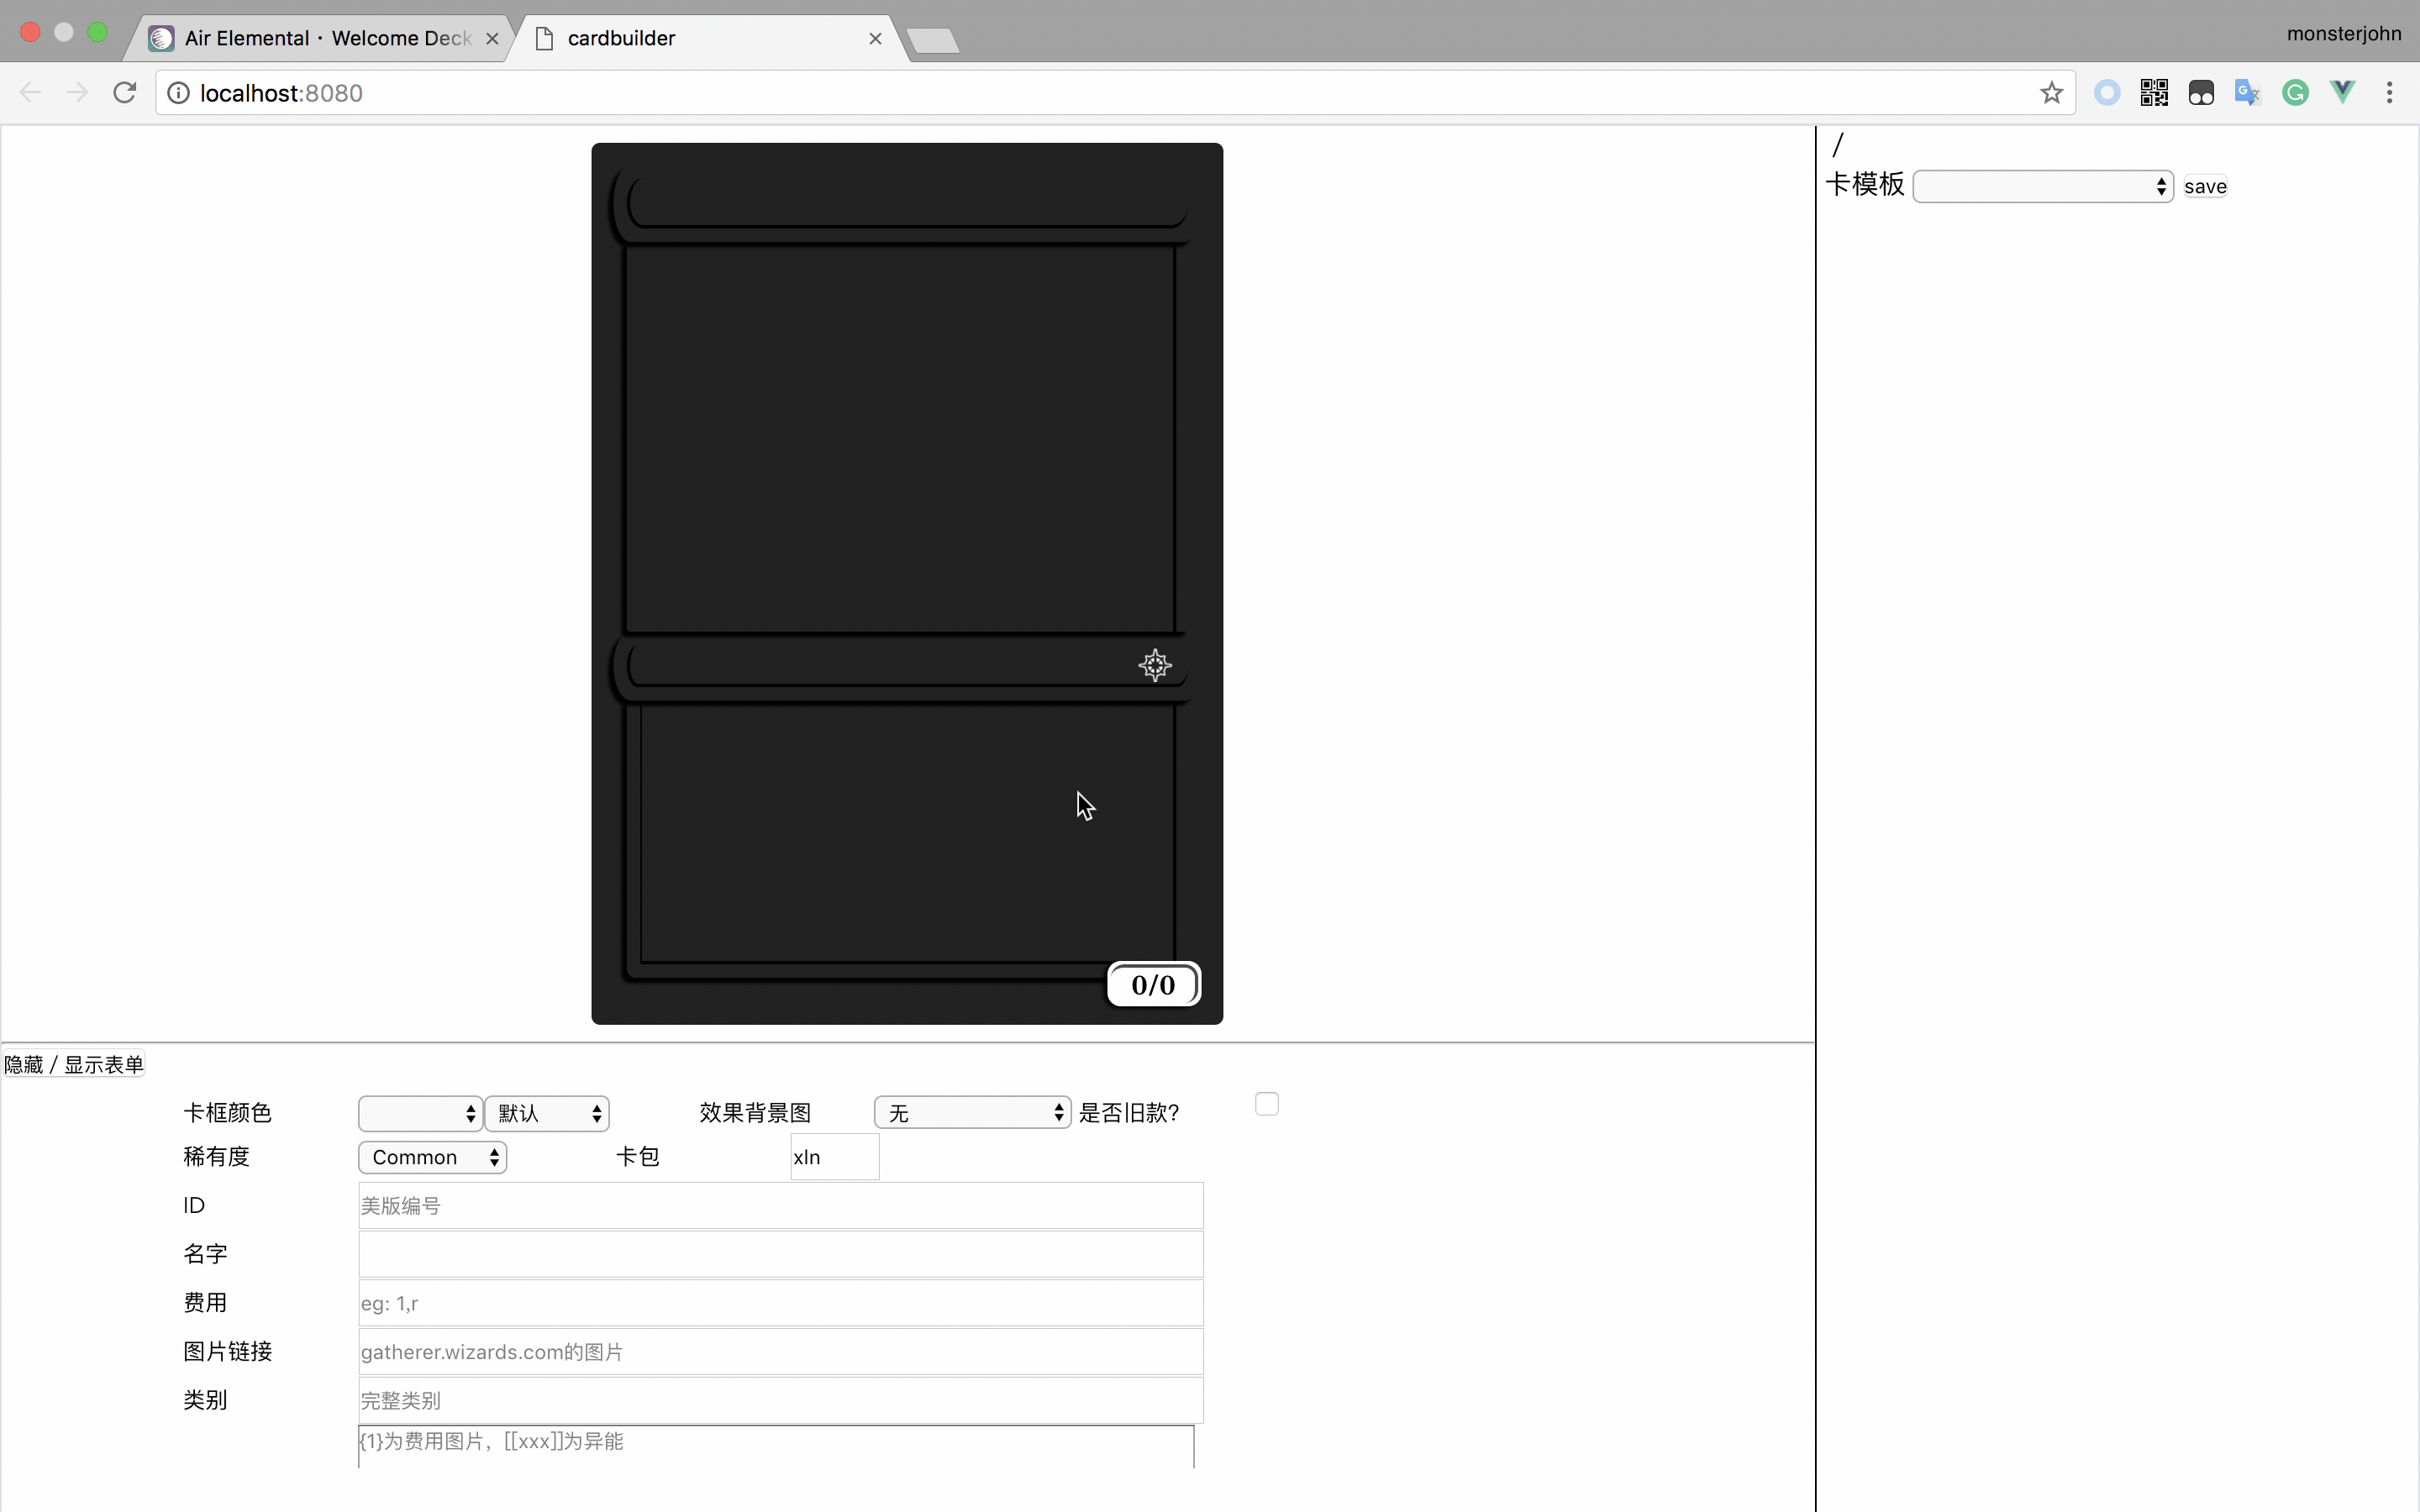 Air Elemental · Welcome Deck
cardbuilder
monsterjohn
localhost:8080
/
卡模板 save
0/0
隐藏 / 显示表单
卡框颜色 默认 效果背景图 无 是否旧款?
稀有度 Common 卡包 xln
ID 美版编号
名字
费用 eg: 1,r
图片链接 gatherer.wizards.com的图片
类别 完整类别
{1}为费用图片，[[xxx]]为异能